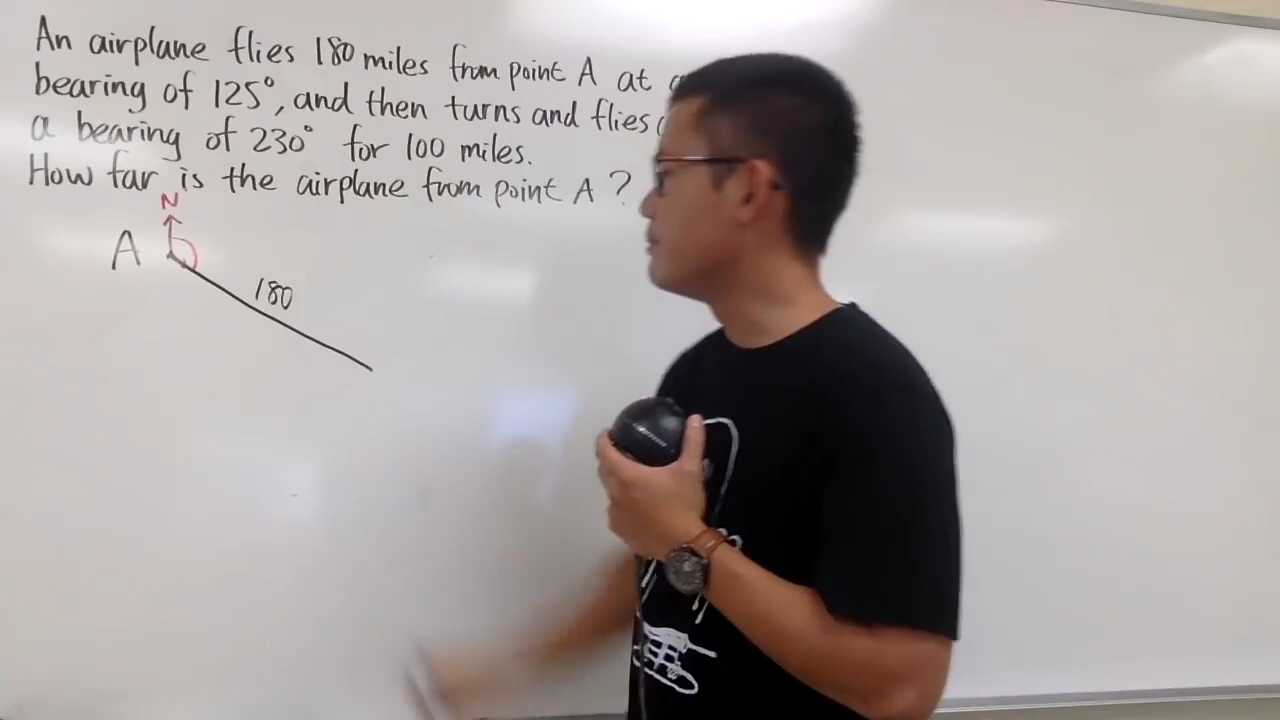 An airplane flies 180 miles from point A at
bearing of 125°, and then turns and flies
a bearing of 230° for 100 miles.
How far is the airplane from point A?
N
A
180